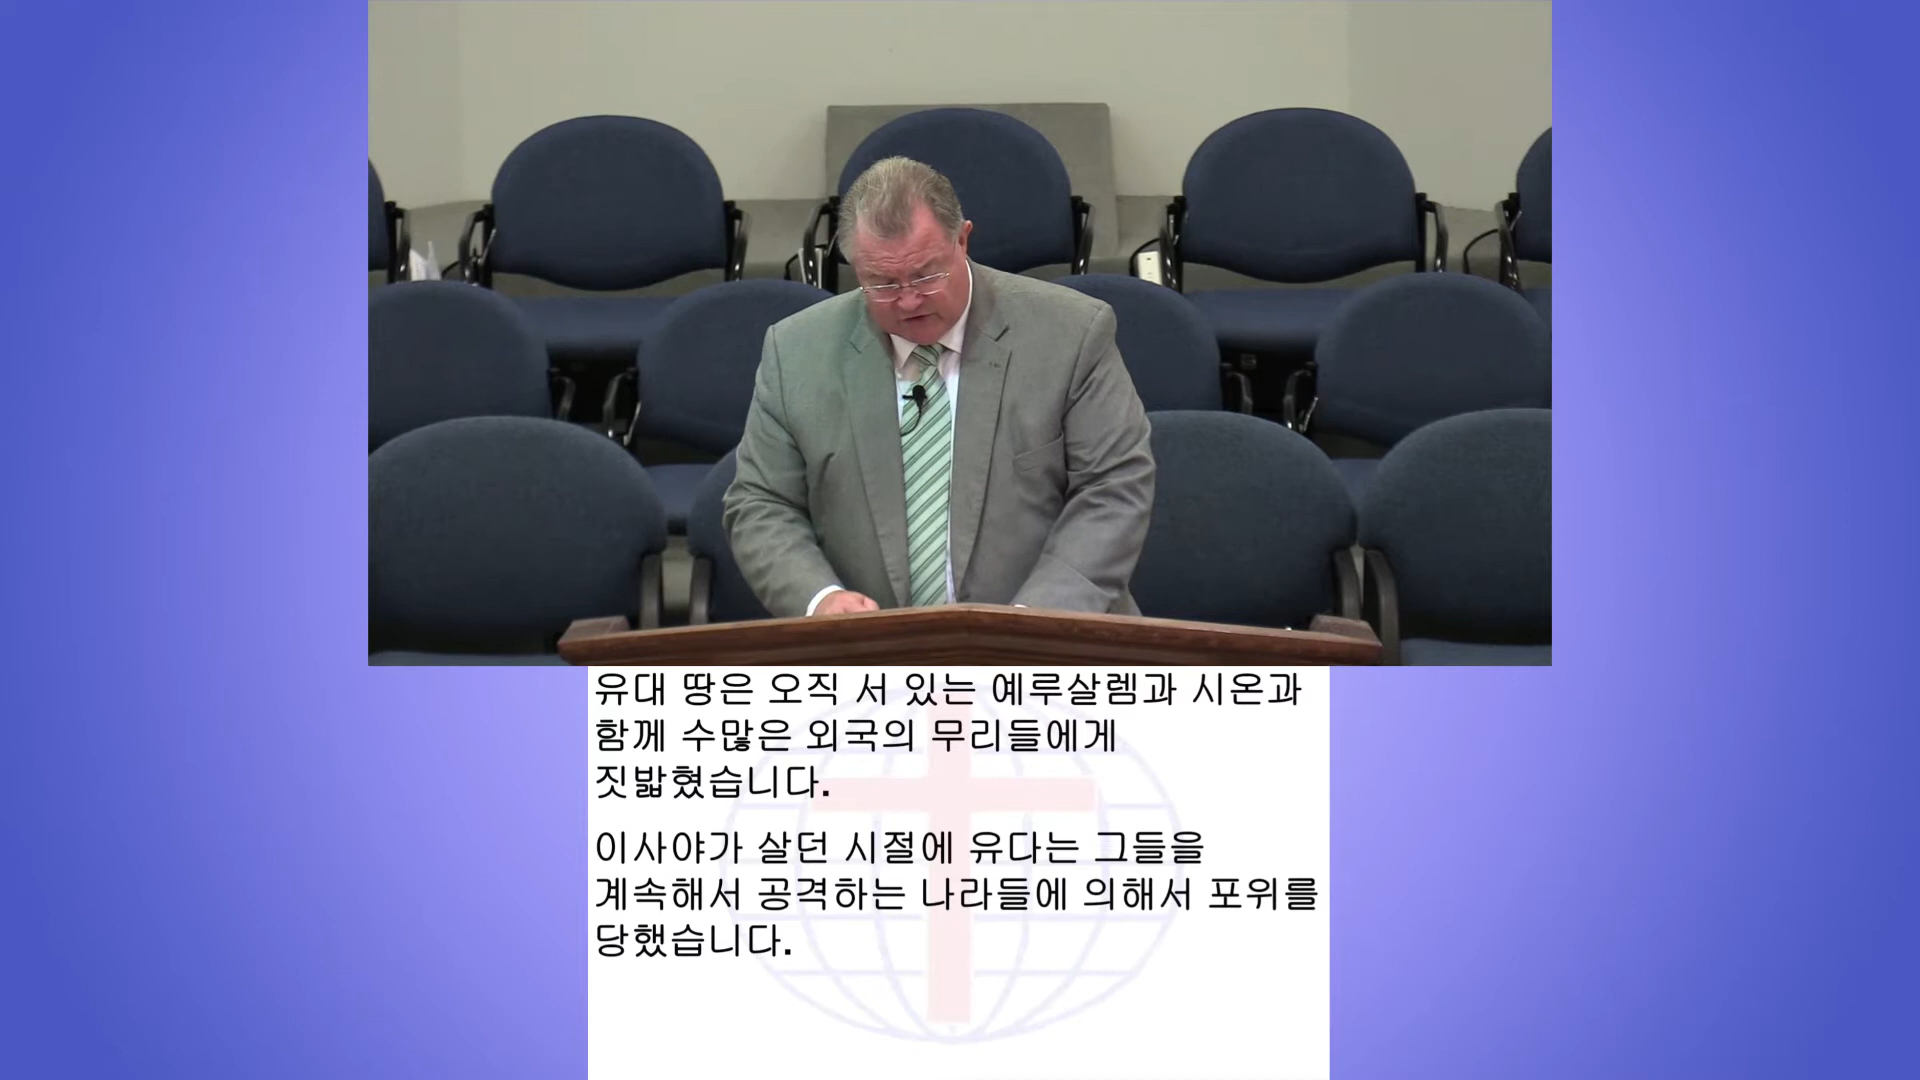 유대 땅은 오직 서 있는 예루살렘과 시온과
함께 수많은 외국의 무리들에게
짓밟혔습니다.
이사야가 살던 시절에 유다는 그들을
계속해서 공격하는 나라들에 의해서 포위를
당했습니다.